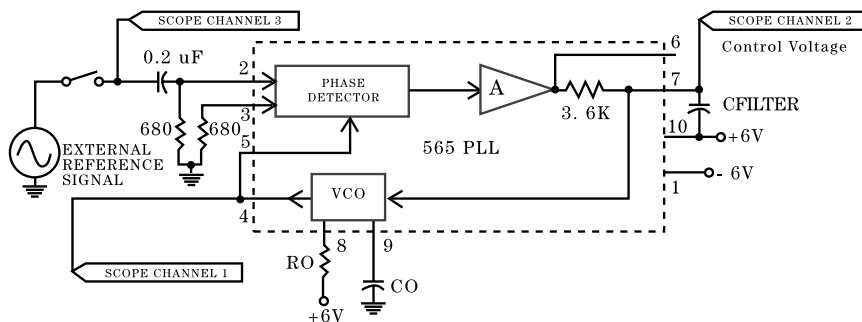 SCOPE CHANNEL 3
SCOPE CHANNEL 2
Control Voltage
0.2 uF
2
3
5
4
680
680
EXTERNAL
REFERENCE
SIGNAL
PHASE
DETECTOR
A
3. 6K
6
7
CFILTER
10
+6V
1
- 6V
565 PLL
VCO
8
9
RO
CO
+6V
SCOPE CHANNEL 1